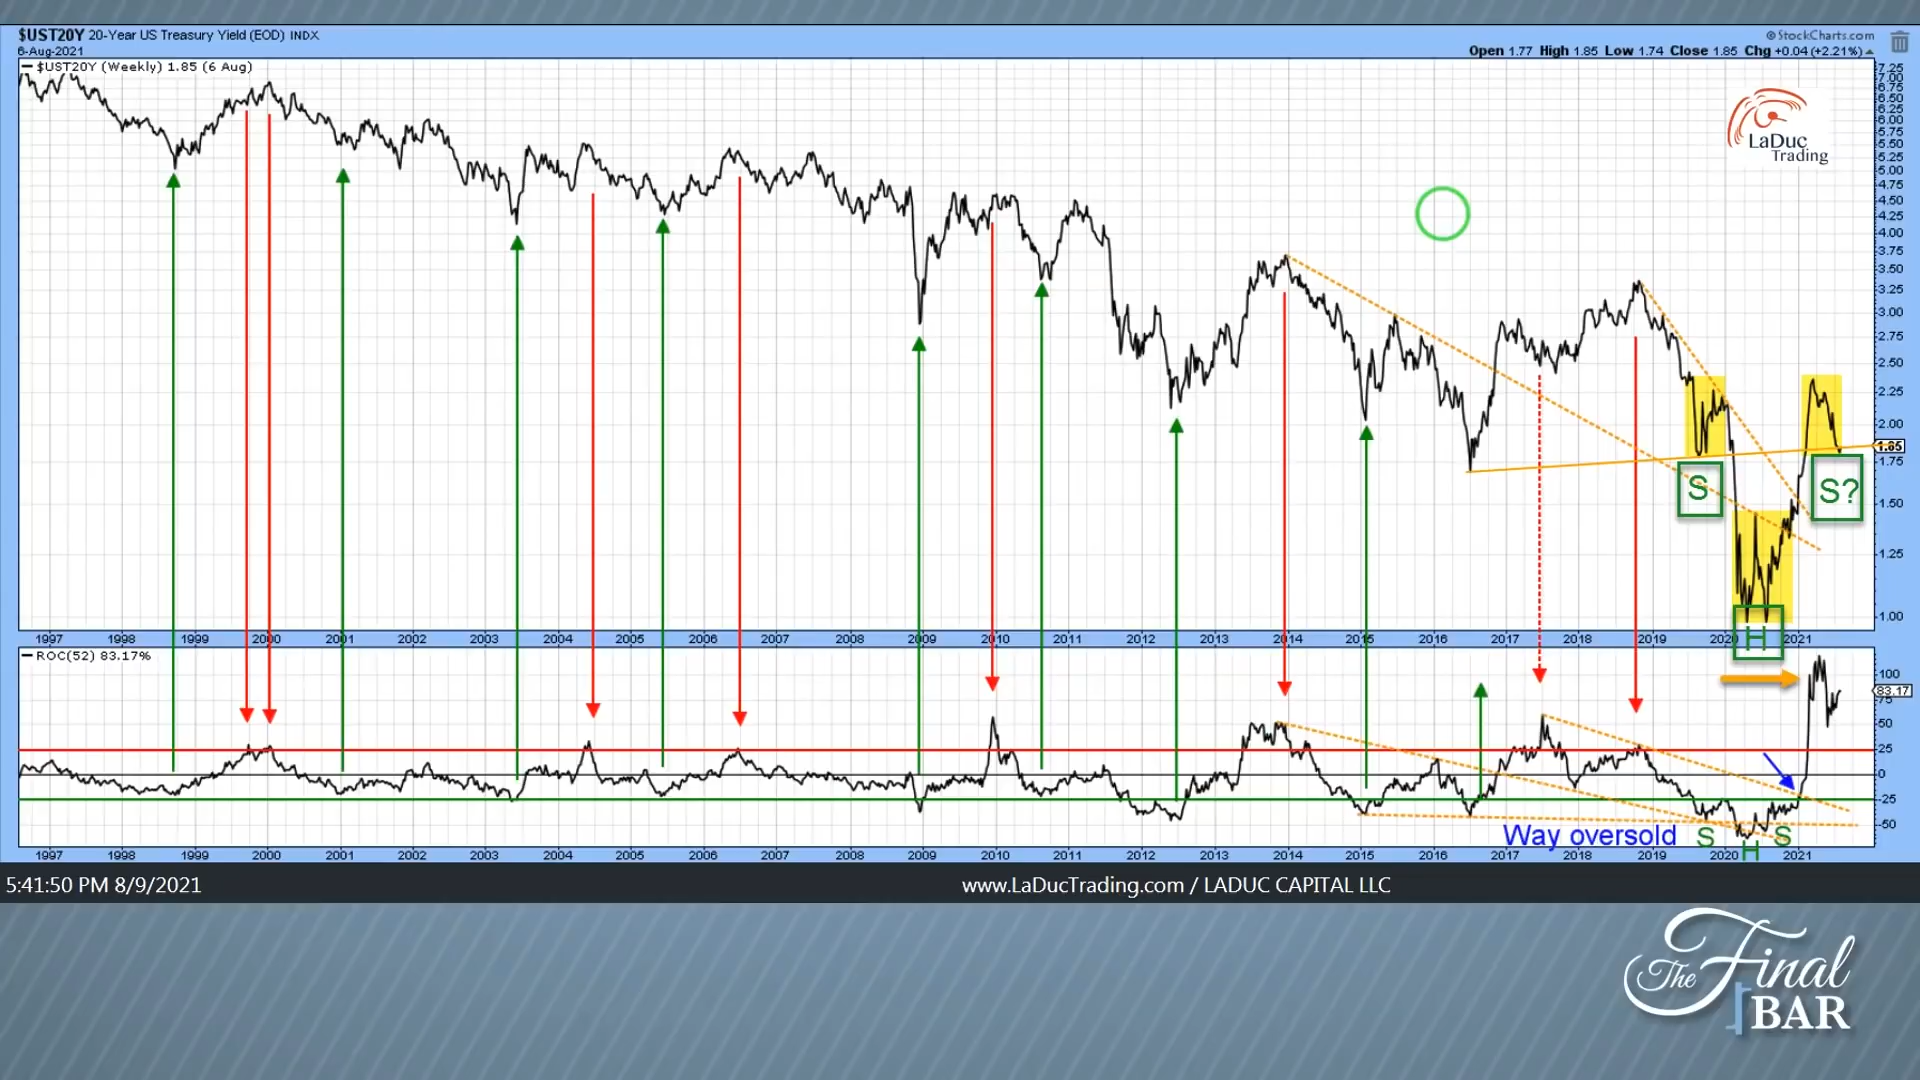 $UST20Y 20-Year US Treasury Yield (EOD) INDX
© StockCharts.com
6-Aug-2021
Open 1.77 High 1.85 Low 1.74 Close 1.85 Chg +0.04 (+2.21%)
$UST20Y (Weekly) 1.85 (6 Aug)
7.25
7.00
6.75
6.50
6.25
6.00
5.75
5.50
5.25
5.00
4.75
4.50
4.25
4.00
3.75
3.50
3.25
3.00
2.75
2.50
2.25
2.00
1.85
1.75
1.50
1.25
1.00
LaDuc
Trading
S
S?
H
1997 1998 1999 2000 2001 2002 2003 2004 2005 2006 2007 2008 2009 2010 2011 2012 2013 2014 2015 2016 2017 2018 2019 2020 2021
ROC(52) 83.17%
100
83.17
75
50
25
0
-25
-50
Way oversold S H S
1997 1998 1999 2000 2001 2002 2003 2004 2005 2006 2007 2008 2009 2010 2011 2012 2013 2014 2015 2016 2017 2018 2019 2020 2021
5:41:50 PM 8/9/2021
www.LaDucTrading.com / LADUC CAPITAL LLC
The Final
BAR